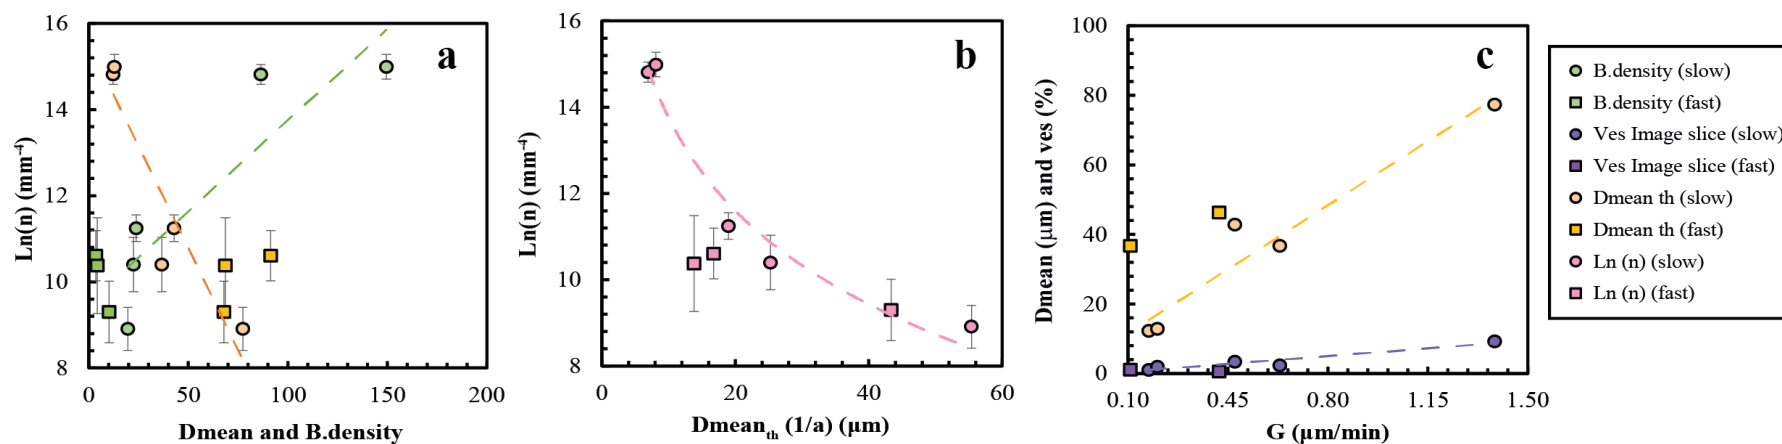 a
16
14
12
10
8
Ln(n) (mm⁻⁴)
0
50
100
150
200
Dmean and B.density
b
16
14
12
10
8
Ln(n) (mm⁻⁴)
0
20
40
60
Dmeanₜₕ (1/a) (μm)
c
100
80
60
40
20
0
Dmean (μm) and ves (%)
0.10
0.45
0.80
1.15
1.50
G (μm/min)
B.density (slow)
B.density (fast)
Ves Image slice (slow)
Ves Image slice (fast)
Dmean th (slow)
Dmean th (fast)
Ln (n) (slow)
Ln (n) (fast)